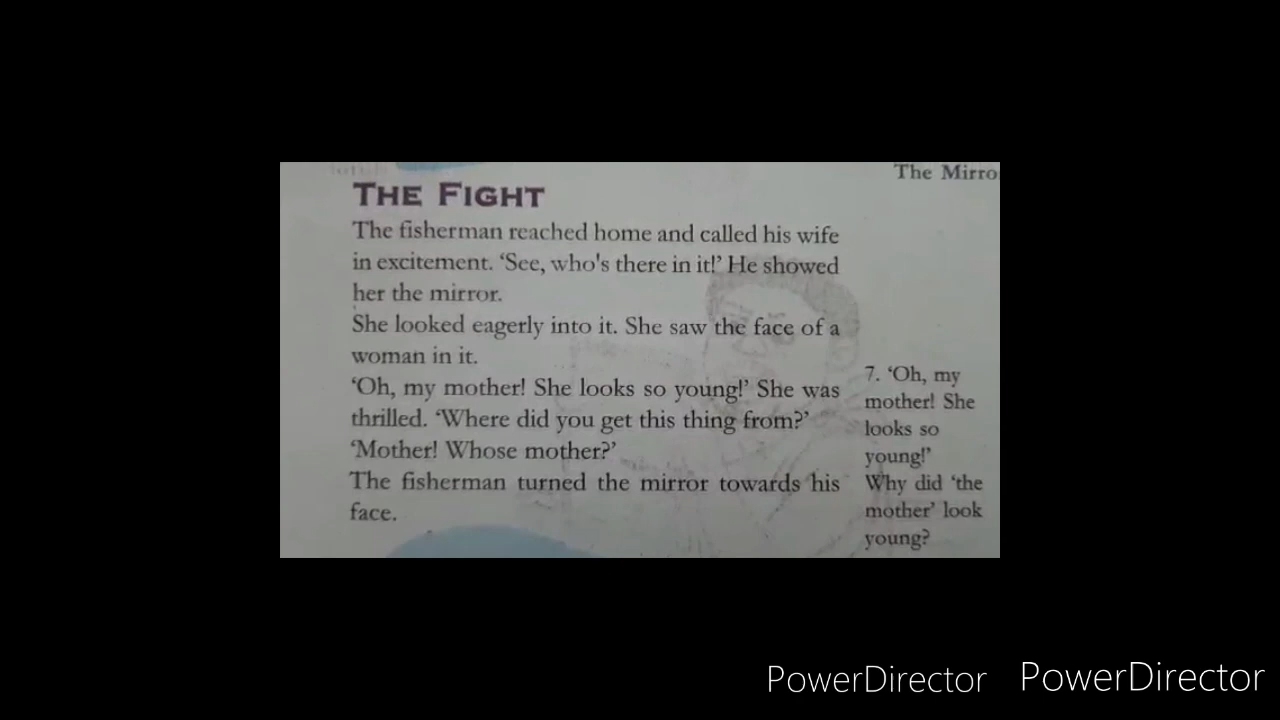 The Mirro
THE FIGHT
The fisherman reached home and called his wife
in excitement. ‘See, who's there in it!’ He showed
her the mirror.
She looked eagerly into it. She saw the face of a
woman in it.
‘Oh, my mother! She looks so young!’ She was
thrilled. ‘Where did you get this thing from?’
‘Mother! Whose mother?’
The fisherman turned the mirror towards his
face.
7. ‘Oh, my
mother! She
looks so
young!’
Why did ‘the
mother’ look
young?
PowerDirector
PowerDirector